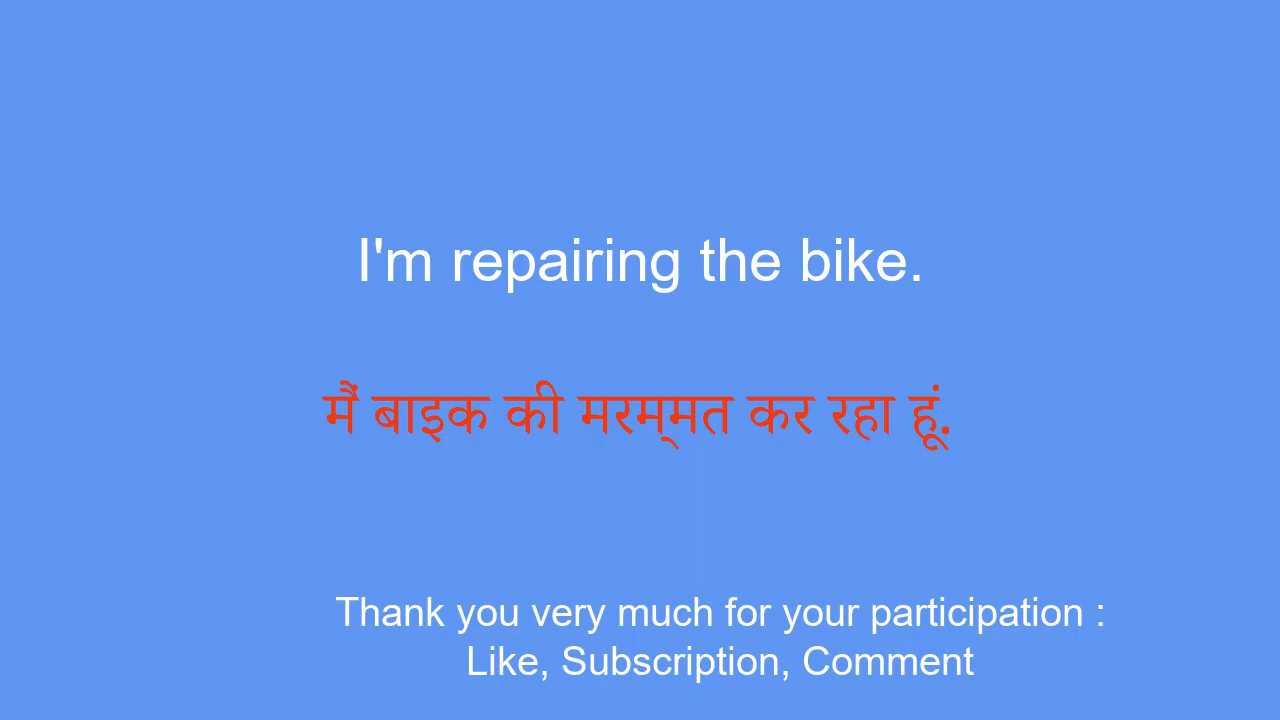 I'm repairing the bike.
मैं बाइक की मरम्मत कर रहा हूं.
Thank you very much for your participation :
Like, Subscription, Comment